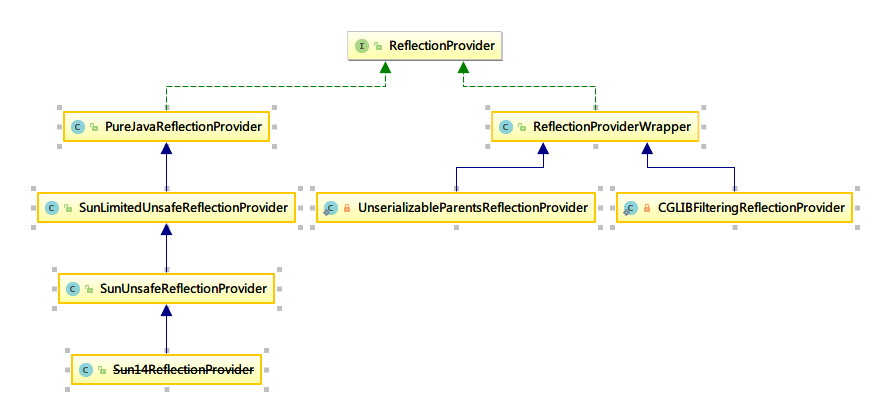 I ReflectionProvider
C PureJavaReflectionProvider
C ReflectionProviderWrapper
C SunLimitedUnsafeReflectionProvider
C UnserializableParentsReflectionProvider
C CGLIBFilteringReflectionProvider
C SunUnsafeReflectionProvider
C Sun14ReflectionProvider